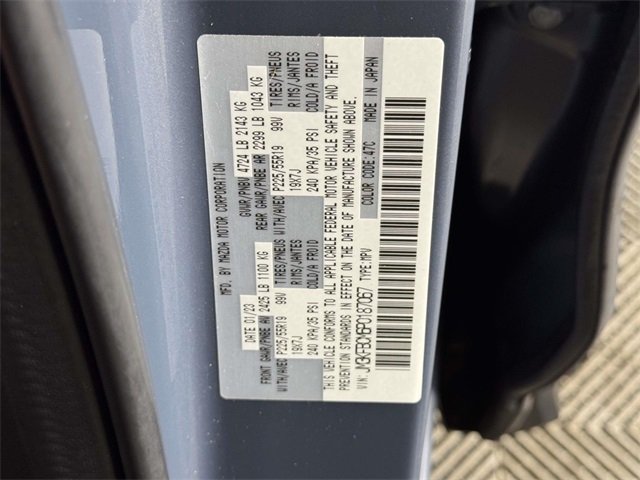 MFD. BY MAZDA MOTOR CORPORATION
DATE 01/23 GVWR/PNBV 4724 LB 2143 KG
FRONT GAWR/PNBE AV 2425 LB 1100 KG REAR GAWR/PNBE AR 2299 LB 1043 KG
WITH/AVEC P225/55R19 99V TIRES/PNEUS WITH/AVEC P225/55R19 99V TIRES/PNEUS
19X7J RIMS/JANTES 19X7J RIMS/JANTES
240 KPA/35 PSI COLD/A FROID 240 KPA/35 PSI COLD/A FROID
THIS VEHICLE CONFORMS TO ALL APPLICABLE FEDERAL MOTOR VEHICLE SAFETY AND THEFT
PREVENTION STANDARDS IN EFFECT ON THE DATE OF MANUFACTURE SHOWN ABOVE.
VIN: JM3KFBCM6P0187067 TYPE:MPV COLOR CODE: 47C MADE IN JAPAN